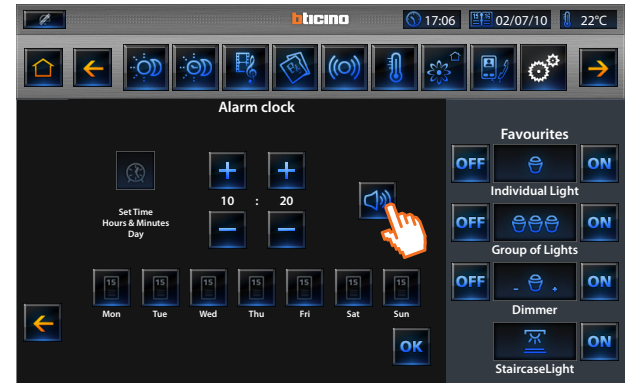 bticino 17:06 02/07/10 22°C
Alarm clock
Favourites
OFF ON
Individual Light
+ +
10 : 20
- -
Set Time
Hours & Minutes
Day
OFF ON
Group of Lights
15 15 15 15 15 15 15
Mon Tue Wed Thu Fri Sat Sun
OFF - + ON
Dimmer
OK
ON
StaircaseLight